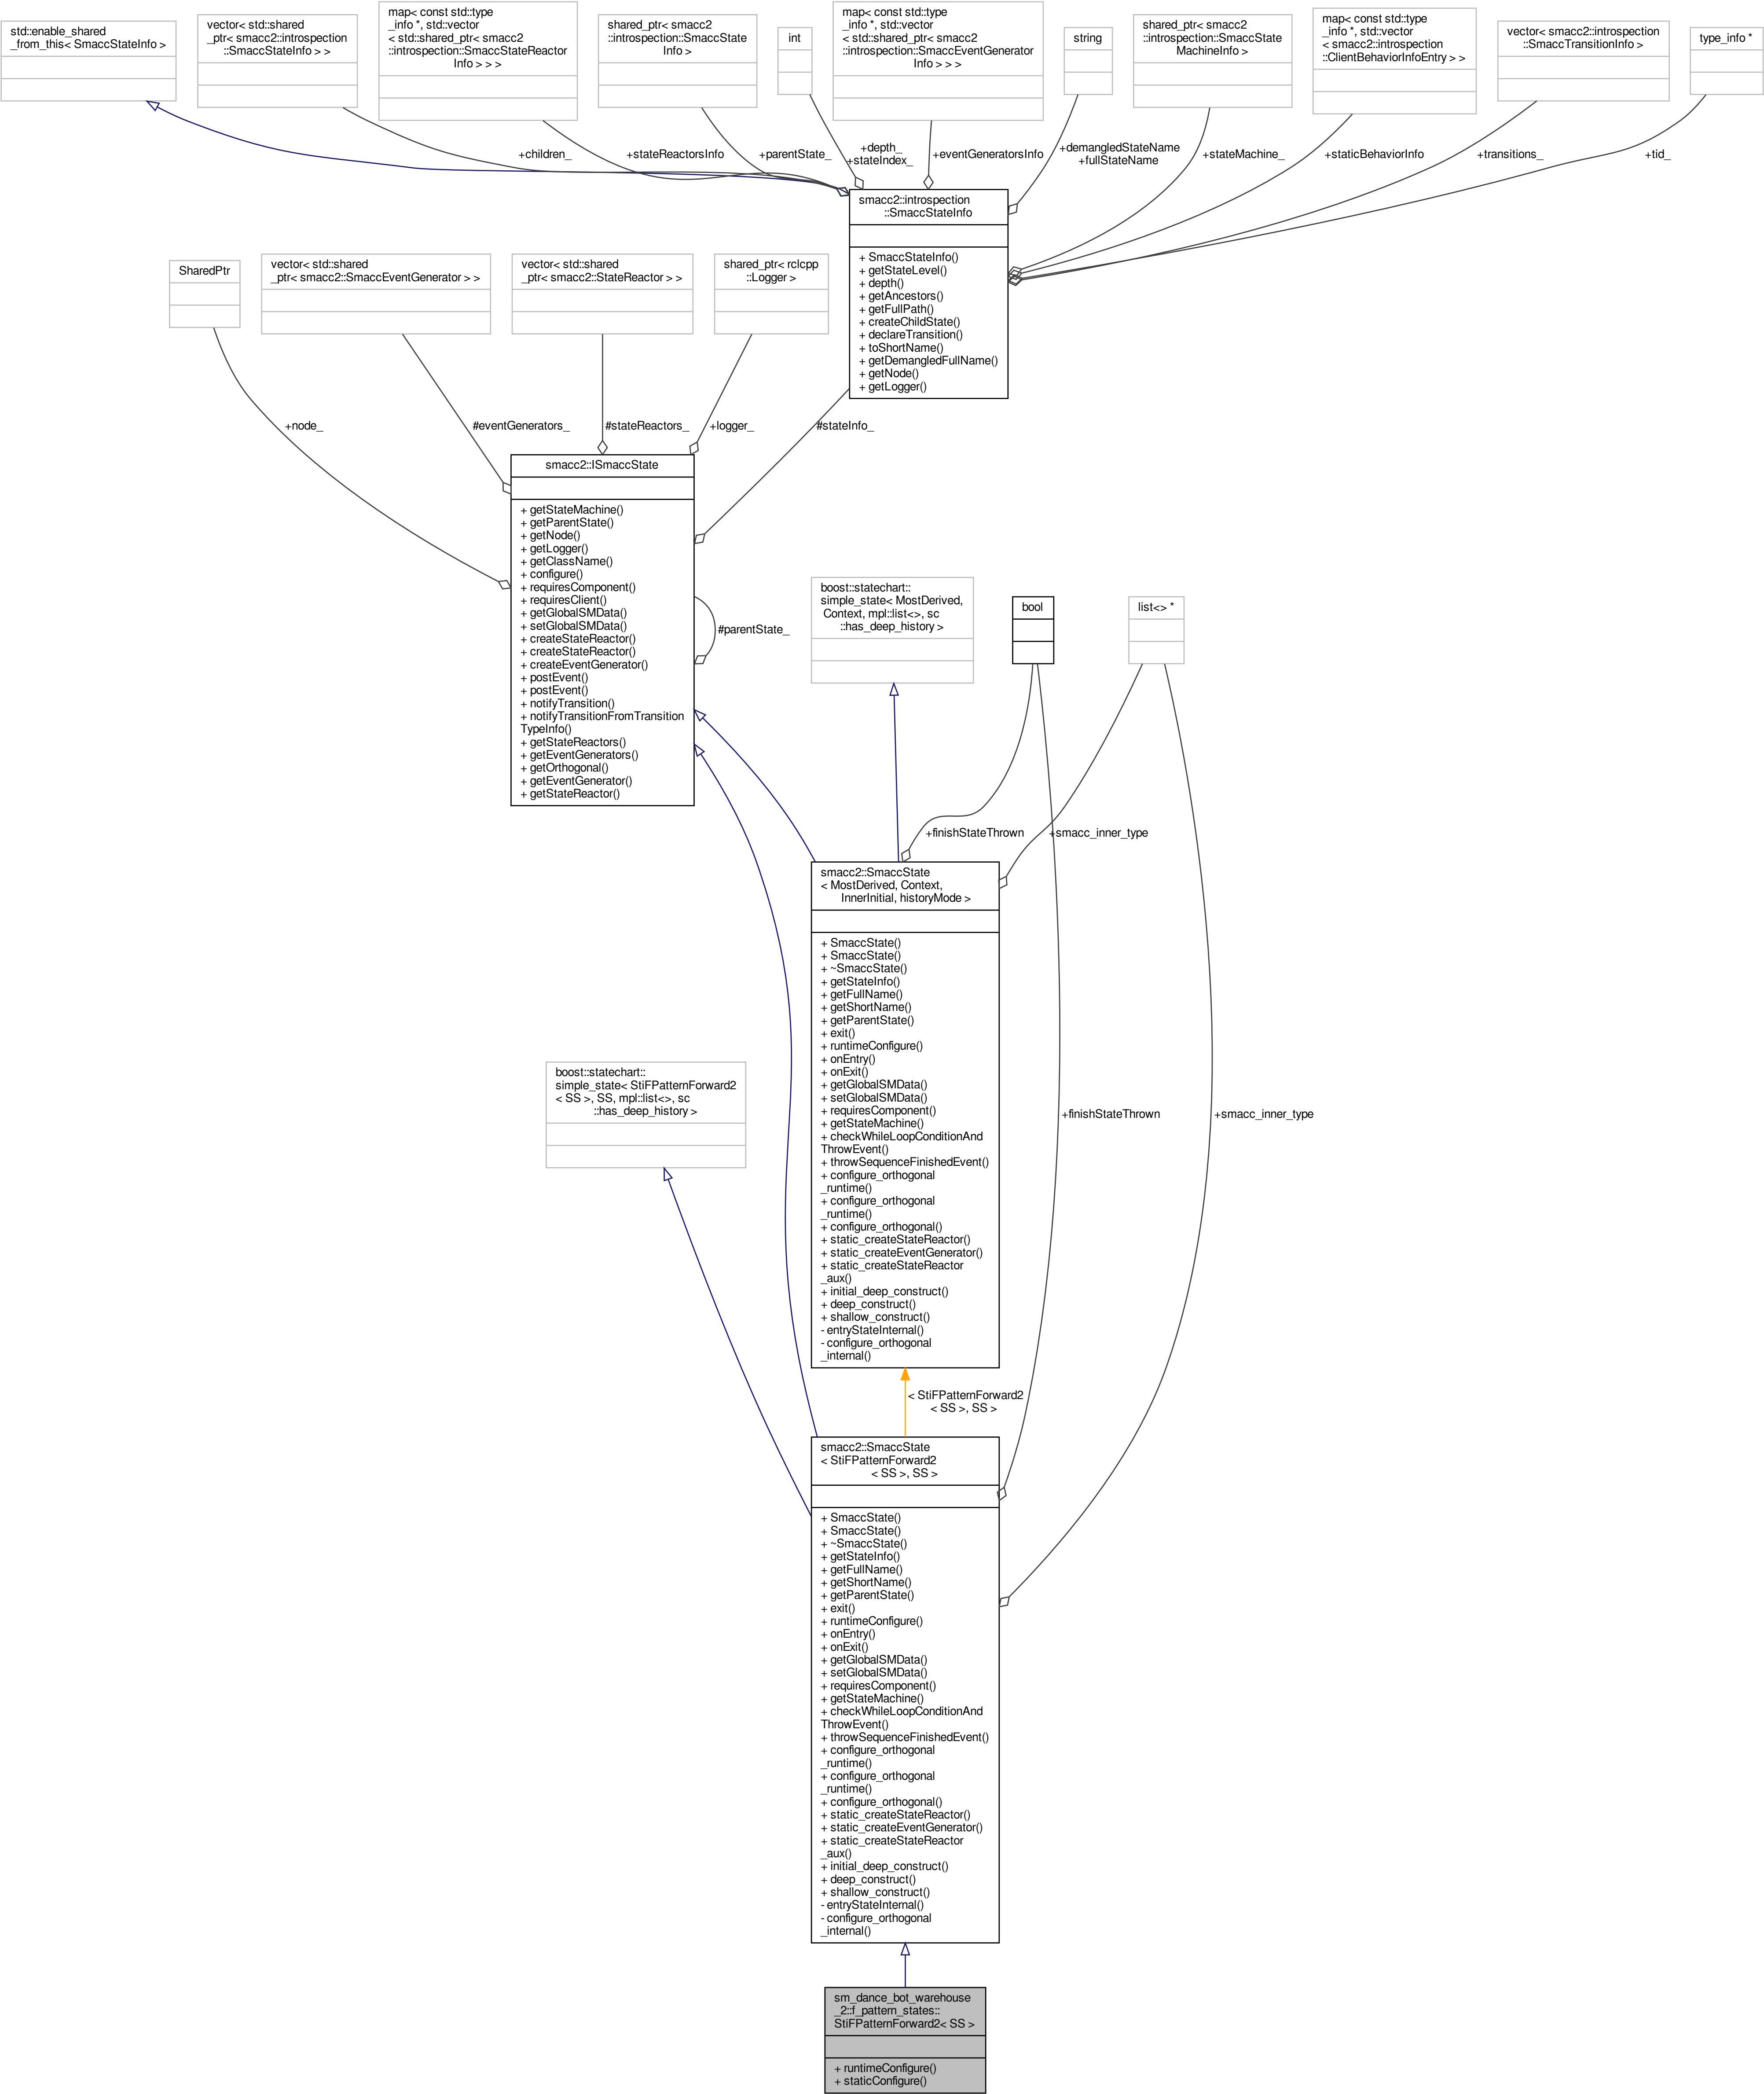 std::enable_shared
_from_this< SmaccStateInfo >
vector< std::shared
_ptr< smacc2::introspection
::SmaccStateInfo > >
map< const std::type
_info *, std::vector
< std::shared_ptr< smacc2
::introspection::SmaccStateReactor
Info > > >
shared_ptr< smacc2
::introspection::SmaccState
Info >
int
map< const std::type
_info *, std::vector
< std::shared_ptr< smacc2
::introspection::SmaccEventGenerator
Info > > >
string
shared_ptr< smacc2
::introspection::SmaccState
MachineInfo >
map< const std::type
_info *, std::vector
< smacc2::introspection
::ClientBehaviorInfoEntry > >
vector< smacc2::introspection
::SmaccTransitionInfo >
type_info *
+children_
+stateReactorsInfo
+parentState_
+depth_
+stateIndex_
+eventGeneratorsInfo
+demangledStateName
+fullStateName
+stateMachine_
+staticBehaviorInfo
+transitions_
+tid_
smacc2::introspection
::SmaccStateInfo
+ SmaccStateInfo()
+ getStateLevel()
+ depth()
+ getAncestors()
+ getFullPath()
+ createChildState()
+ declareTransition()
+ toShortName()
+ getDemangledFullName()
+ getNode()
+ getLogger()
SharedPtr
vector< std::shared
_ptr< smacc2::SmaccEventGenerator > >
vector< std::shared
_ptr< smacc2::StateReactor > >
shared_ptr< rclcpp
::Logger >
+node_
#eventGenerators_
#stateReactors_
+logger_
#stateInfo_
smacc2::ISmaccState
+ getStateMachine()
+ getParentState()
+ getNode()
+ getLogger()
+ getClassName()
+ configure()
+ requiresComponent()
+ requiresClient()
+ getGlobalSMData()
+ setGlobalSMData()
+ createStateReactor()
+ createStateReactor()
+ createEventGenerator()
+ postEvent()
+ postEvent()
+ notifyTransition()
+ notifyTransitionFromTransition
TypeInfo()
+ getStateReactors()
+ getEventGenerators()
+ getOrthogonal()
+ getEventGenerator()
+ getStateReactor()
#parentState_
boost::statechart::
simple_state< MostDerived,
Context, mpl::list<>, sc
::has_deep_history >
bool
list<> *
+finishStateThrown
+smacc_inner_type
smacc2::SmaccState
< MostDerived, Context,
InnerInitial, historyMode >
+ SmaccState()
+ SmaccState()
+ ~SmaccState()
+ getStateInfo()
+ getFullName()
+ getShortName()
+ getParentState()
+ exit()
+ runtimeConfigure()
+ onEntry()
+ onExit()
+ getGlobalSMData()
+ setGlobalSMData()
+ requiresComponent()
+ getStateMachine()
+ checkWhileLoopConditionAnd
ThrowEvent()
+ throwSequenceFinishedEvent()
+ configure_orthogonal
_runtime()
+ configure_orthogonal
_runtime()
+ configure_orthogonal()
+ static_createStateReactor()
+ static_createEventGenerator()
+ static_createStateReactor
_aux()
+ initial_deep_construct()
+ deep_construct()
+ shallow_construct()
- entryStateInternal()
- configure_orthogonal
_internal()
boost::statechart::
simple_state< StiFPatternForward2
< SS >, SS, mpl::list<>, sc
::has_deep_history >
+finishStateThrown
+smacc_inner_type
< StiFPatternForward2
< SS >, SS >
smacc2::SmaccState
< StiFPatternForward2
< SS >, SS >
+ SmaccState()
+ SmaccState()
+ ~SmaccState()
+ getStateInfo()
+ getFullName()
+ getShortName()
+ getParentState()
+ exit()
+ runtimeConfigure()
+ onEntry()
+ onExit()
+ getGlobalSMData()
+ setGlobalSMData()
+ requiresComponent()
+ getStateMachine()
+ checkWhileLoopConditionAnd
ThrowEvent()
+ throwSequenceFinishedEvent()
+ configure_orthogonal
_runtime()
+ configure_orthogonal
_runtime()
+ configure_orthogonal()
+ static_createStateReactor()
+ static_createEventGenerator()
+ static_createStateReactor
_aux()
+ initial_deep_construct()
+ deep_construct()
+ shallow_construct()
- entryStateInternal()
- configure_orthogonal
_internal()
sm_dance_bot_warehouse
_2::f_pattern_states::
StiFPatternForward2< SS >
+ runtimeConfigure()
+ staticConfigure()